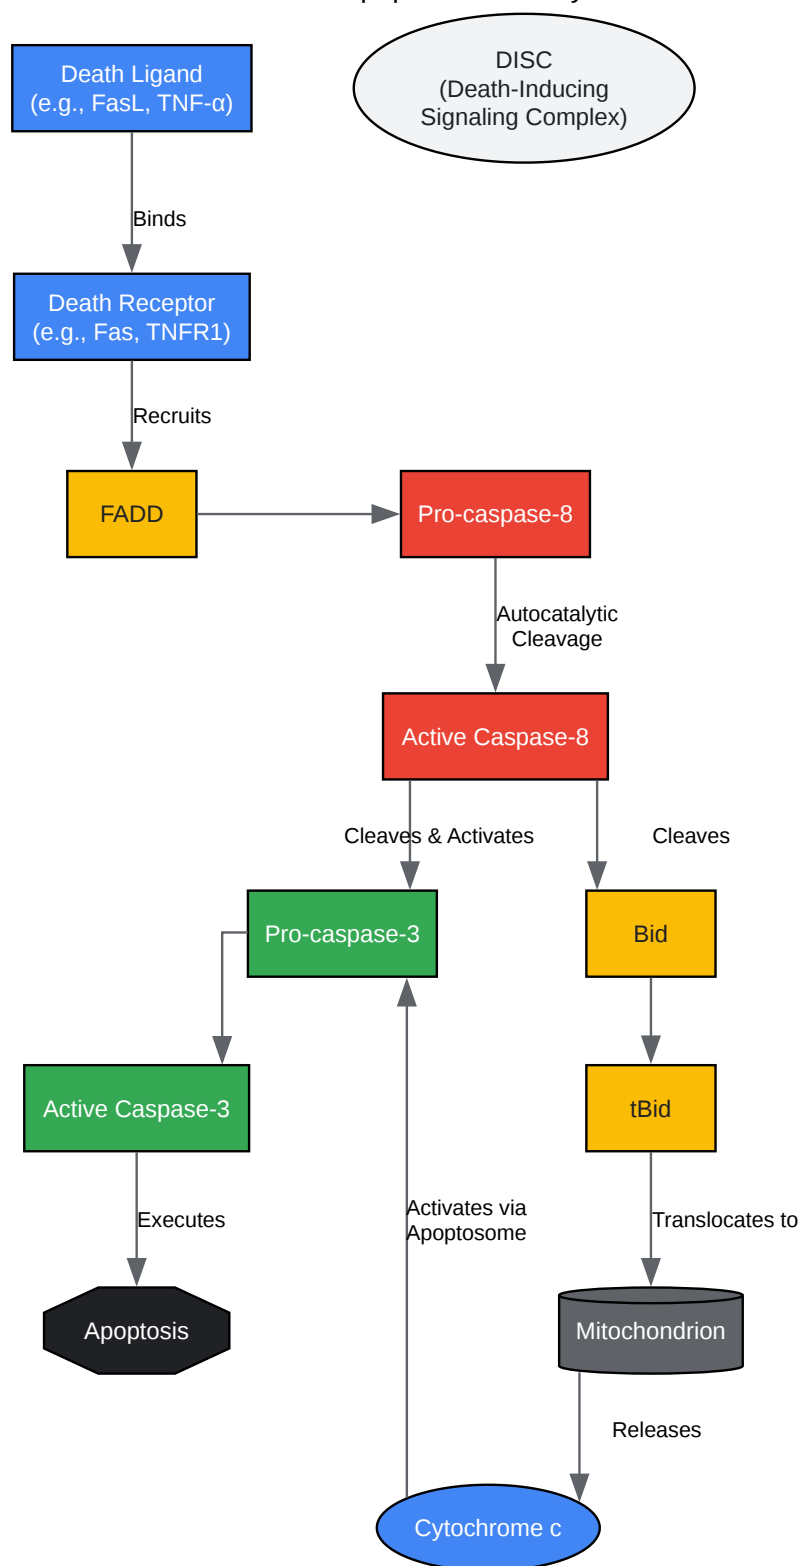 Death Ligand
(e.g., FasL, TNF-α)
DISC
(Death-Inducing
Signaling Complex)
Binds
Death Receptor
(e.g., Fas, TNFR1)
Recruits
FADD
Pro-caspase-8
Autocatalytic
Cleavage
Active Caspase-8
Cleaves & Activates
Cleaves
Pro-caspase-3
Bid
Active Caspase-3
tBid
Executes
Activates via
Apoptosome
Translocates to
Apoptosis
Mitochondrion
Releases
Cytochrome c